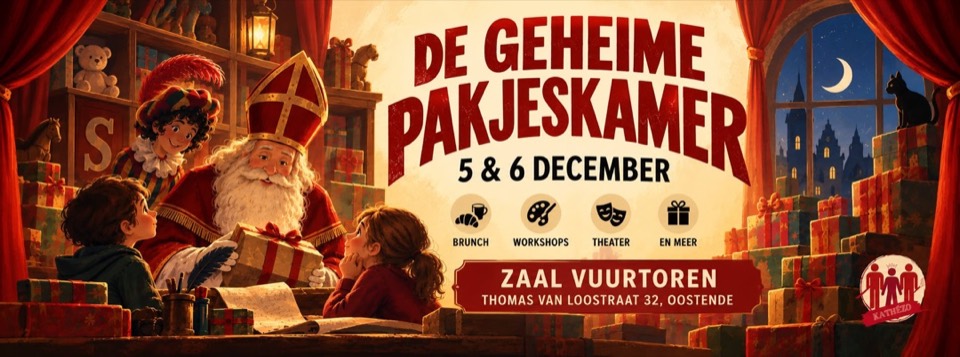 DE GEHEIME
PAKJESKAMER
5 & 6 DECEMBER
BRUNCH
WORKSHOPS
THEATER
EN MEER
ZAAL VUURTOREN
THOMAS VAN LOOSTRAAT 32, OOSTENDE
S
KATHEZO